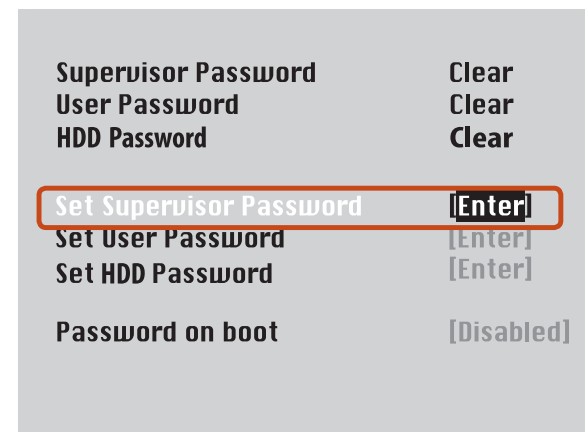 Supervisor Password Clear
User Password Clear
HDD Password Clear
Set Supervisor Password [Enter]
Set User Password [Enter]
Set HDD Password [Enter]
Password on boot [Disabled]